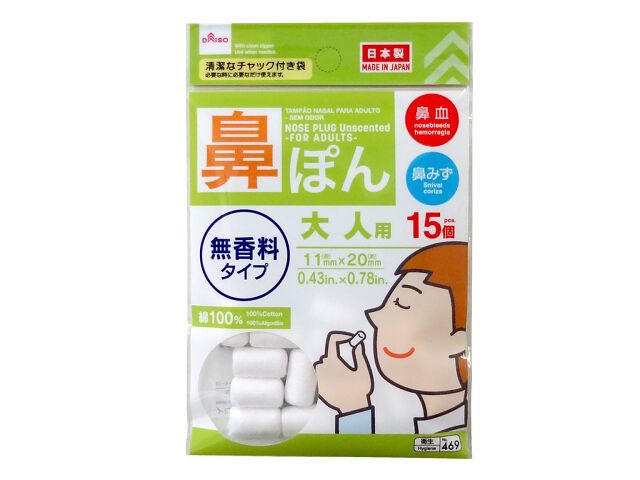 DAISO
With clean zipper
Use when needed.
清潔なチャック付き袋
必要な時に必要なだけ使えます。
日本製
MADE IN JAPAN
TAMPÃO NASAL PARA ADULTO
- SEM ODOR
NOSE PLUG Unscented
-FOR ADULTS-
鼻ぽん
鼻血
nosebleeds
hemorragia
鼻みず
Snivel
coriza
大人用
15個
pcs.
無香料
タイプ
11mm(約)×20mm(約)
0.43in.×0.78in.
綿100%
100%Cotton
100%Algodão
衛生
Hygiene
No.
469